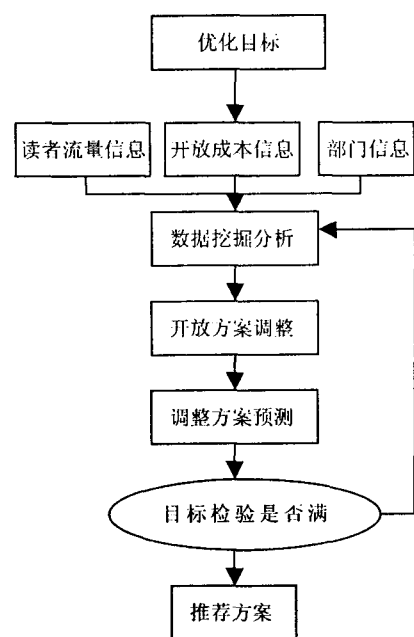 优化目标
读者流量信息
开放成本信息
部门信息
数据挖掘分析
开放方案调整
调整方案预测
目标检验是否满
推荐方案